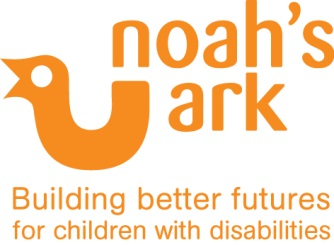 noah's
ark
Building better futures
for children with disabilities